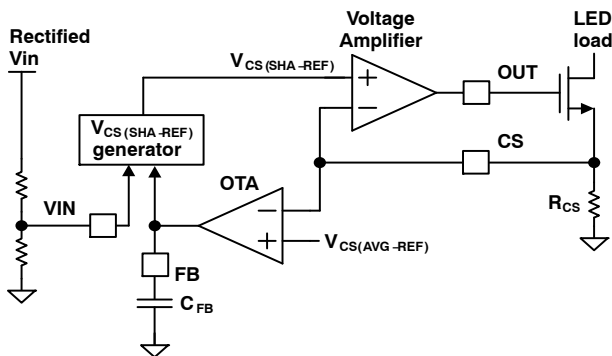 Rectified
Vin
Voltage
Amplifier
LED
load
VCS(SHA-REF)
+
−
OUT
VCS(SHA-REF)
generator
CS
OTA
VIN
−
+
RCS
VCS(AVG-REF)
FB
CFB